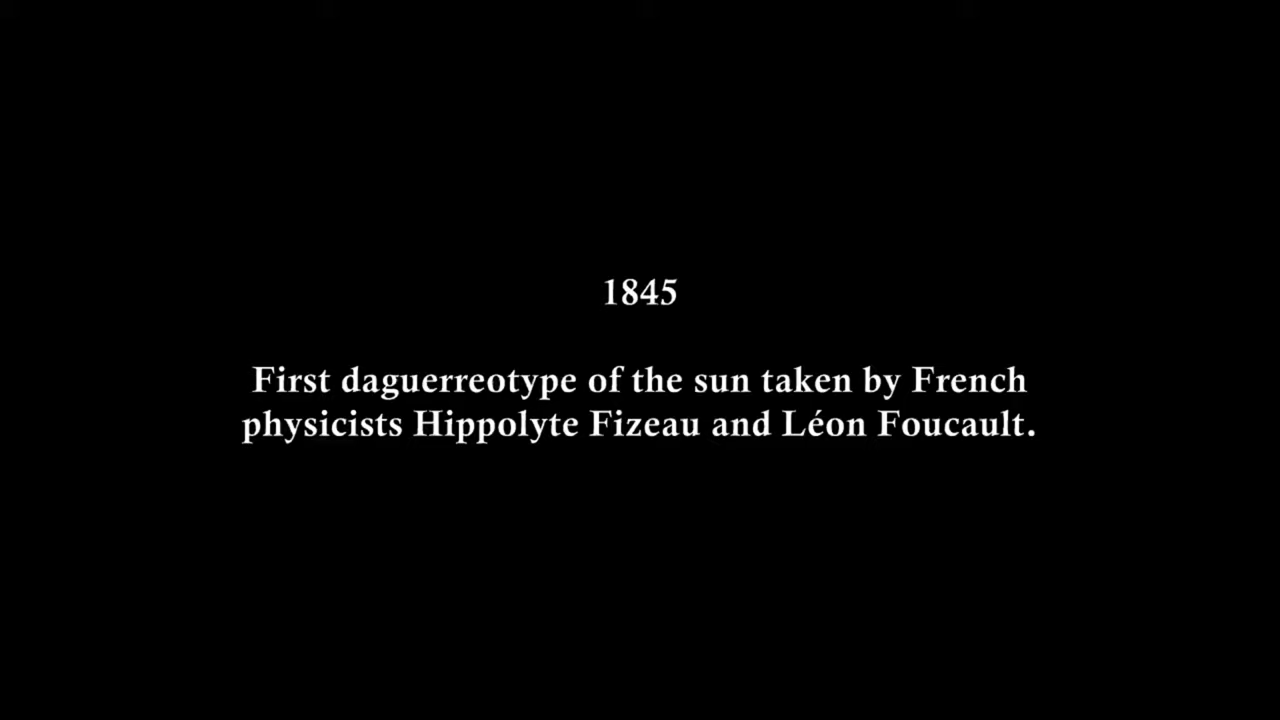 1845
First daguerreotype of the sun taken by French
physicists Hippolyte Fizeau and Léon Foucault.